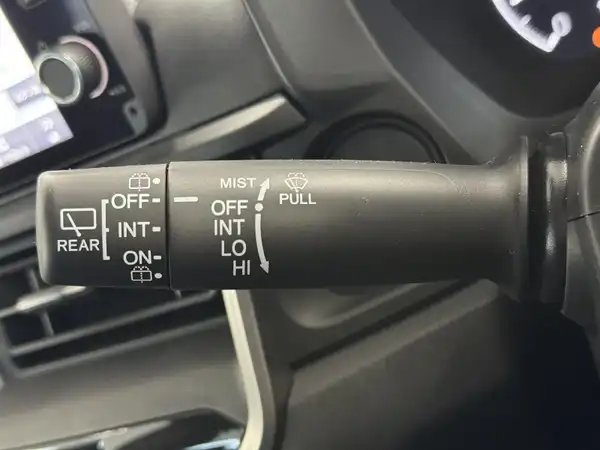 OFF
INT
ON
REAR
MIST
OFF
INT
LO
HI
PULL